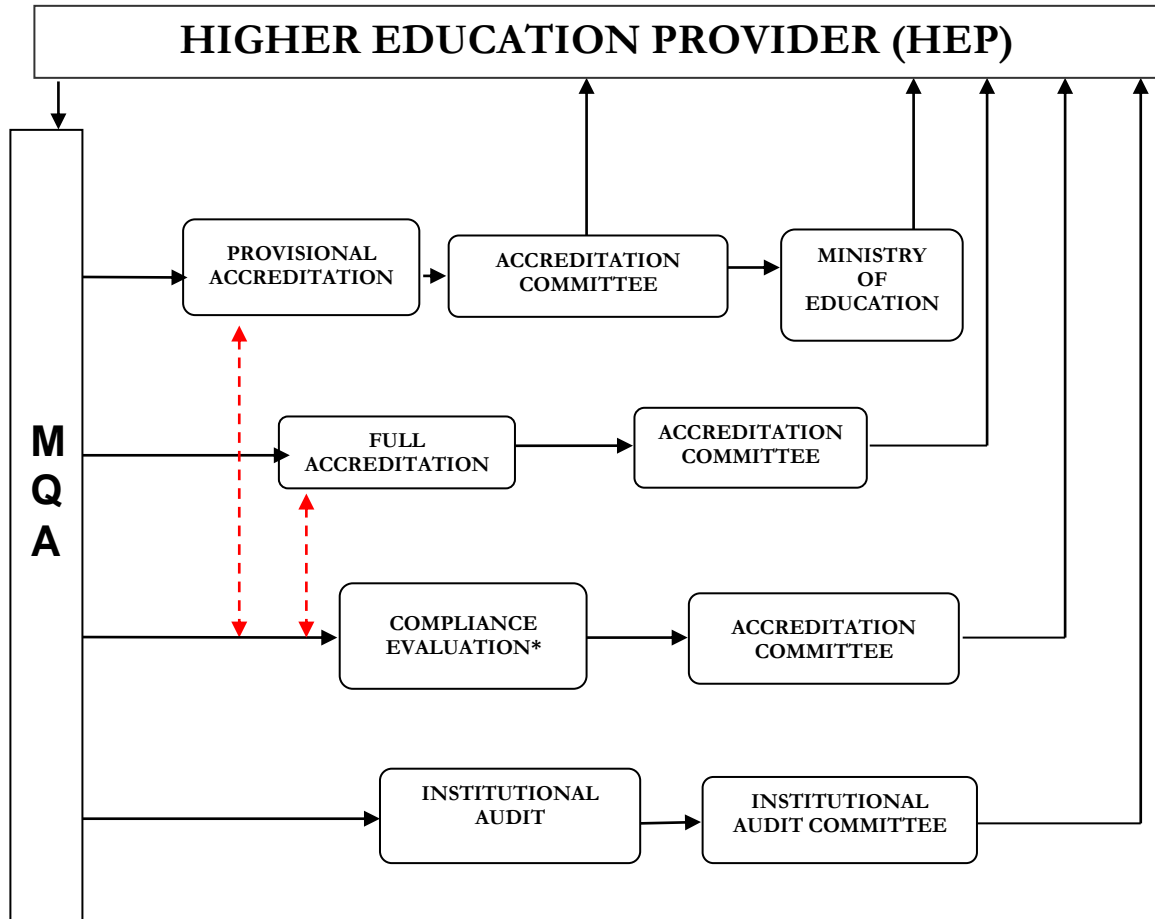 HIGHER EDUCATION PROVIDER (HEP)
PROVISIONAL
ACCREDITATION
ACCREDITATION
COMMITTEE
MINISTRY
OF
EDUCATION
M
Q
A
FULL
ACCREDITATION
ACCREDITATION
COMMITTEE
COMPLIANCE
EVALUATION*
ACCREDITATION
COMMITTEE
INSTITUTIONAL
AUDIT
INSTITUTIONAL
AUDIT COMMITTEE